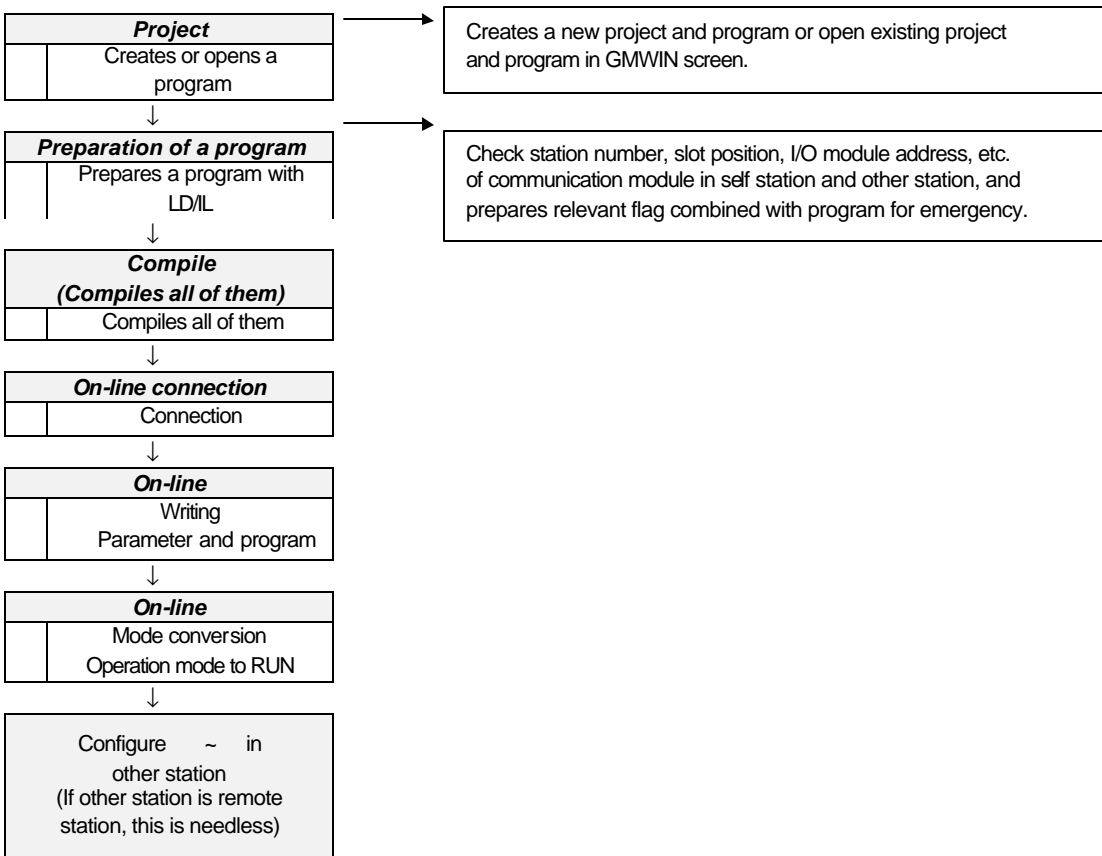 Project
Creates or opens a
program
Creates a new project and program or open existing project
and program in GMWIN screen.
↓
Preparation of a program
Prepares a program with
LD/IL
Check station number, slot position, I/O module address, etc.
of communication module in self station and other station, and
prepares relevant flag combined with program for emergency.
↓
Compile
(Compiles all of them)
Compiles all of them
↓
On-line connection
Connection
↓
On-line
Writing
Parameter and program
↓
On-line
Mode conversion
Operation mode to RUN
↓
Configure ~ in
other station
(If other station is remote
station, this is needless)